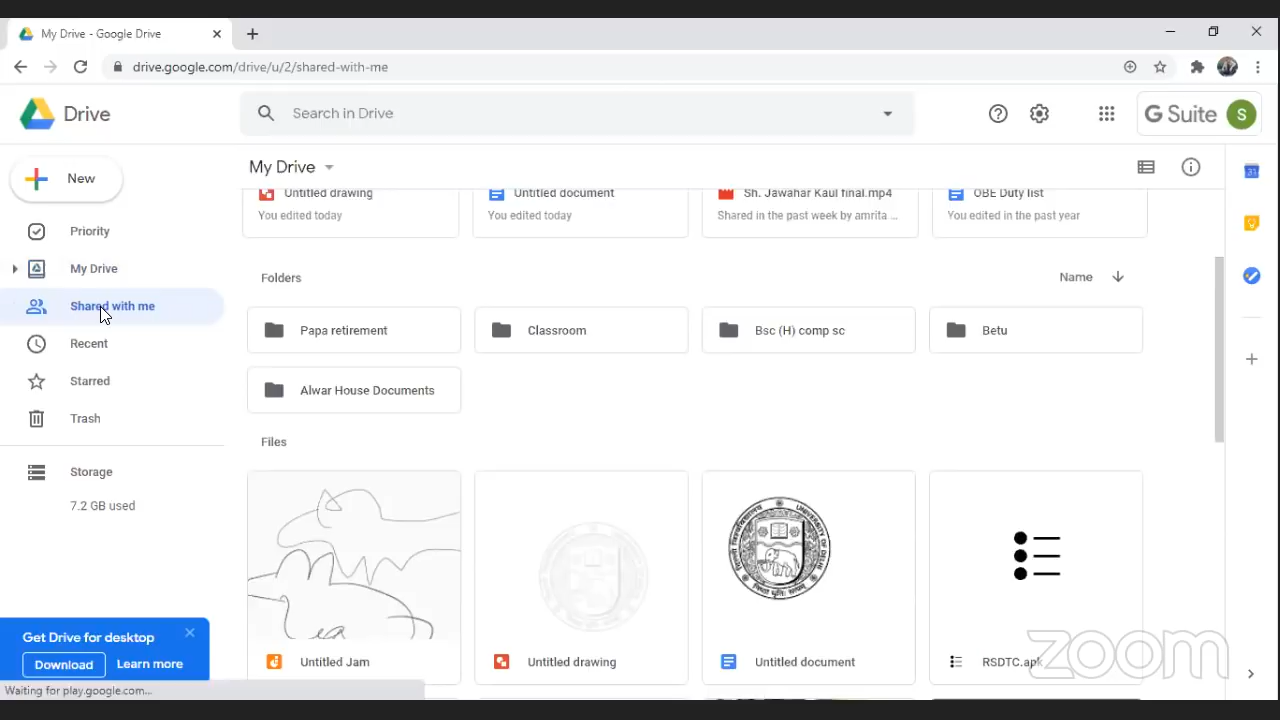 My Drive - Google Drive
drive.google.com/drive/u/2/shared-with-me
Drive
Search in Drive
G Suite
S
New
My Drive
31
Untitled drawing
Untitled document
Sh. Jawahar Kaul final.mp4
OBE Duty list
You edited today
You edited today
Shared in the past week by amrita ...
You edited in the past year
Priority
My Drive
Shared with me
Recent
Starred
Trash
Storage
7.2 GB used
Folders
Name
Papa retirement
Classroom
Bsc (H) comp sc
Betu
Alwar House Documents
Files
Untitled Jam
Untitled drawing
Untitled document
RSDTC.apk
Get Drive for desktop
Download
Learn more
Waiting for play.google.com...
zoom